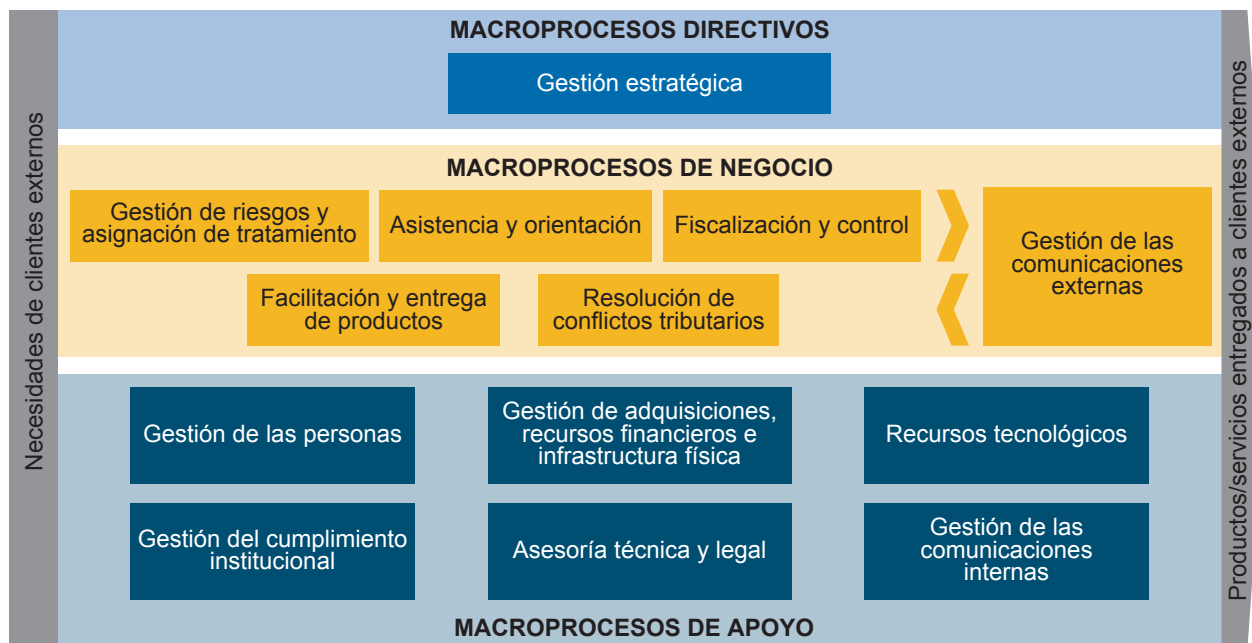 Necesidades de clientes externos
MACROPROCESOS DIRECTIVOS
Gestión estratégica
MACROPROCESOS DE NEGOCIO
Gestión de riesgos y
asignación de tratamiento
Asistencia y orientación
Fiscalización y control
Facilitación y entrega
de productos
Resolución de
conflictos tributarios
Gestión de las
comunicaciones
externas
Gestión de las personas
Gestión de adquisiciones,
recursos financieros e
infrastructura física
Recursos tecnológicos
Gestión del cumplimiento
institucional
Asesoría técnica y legal
Gestión de las
comunicaciones
internas
MACROPROCESOS DE APOYO
Productos/servicios entregados a clientes externos